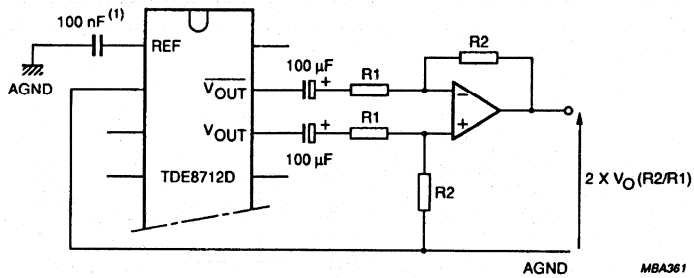 100 nF(1)
REF
AGND
V̅O̅U̅T̅
VOUT
TDE8712D
100 µF
+
R1
R2
−
+
R1
+
100 µF
R2
2 X VO (R2/R1)
AGND
MBA361